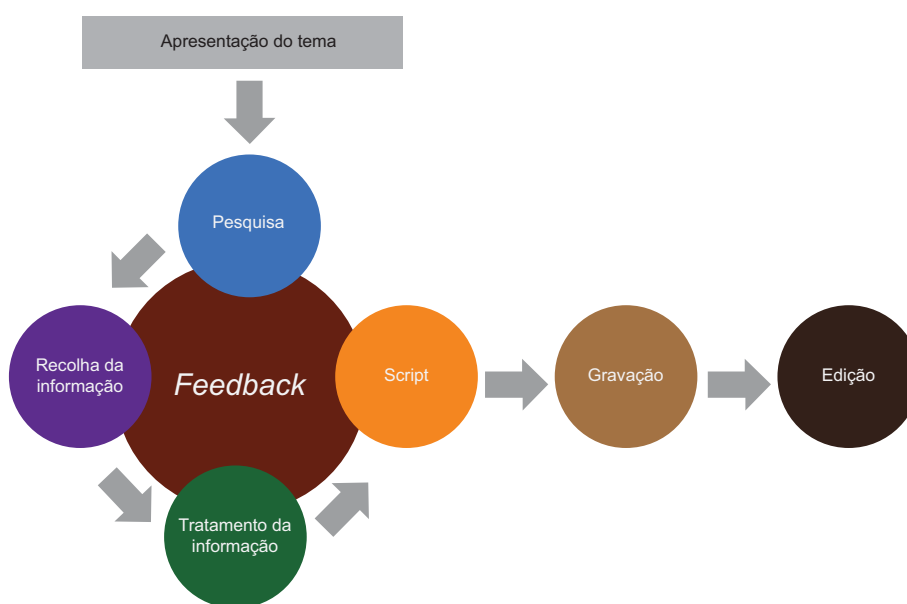 Apresentação do tema
Pesquisa
Recolha da
informação
Feedback
Script
Gravação
Edição
Tratamento da
informação